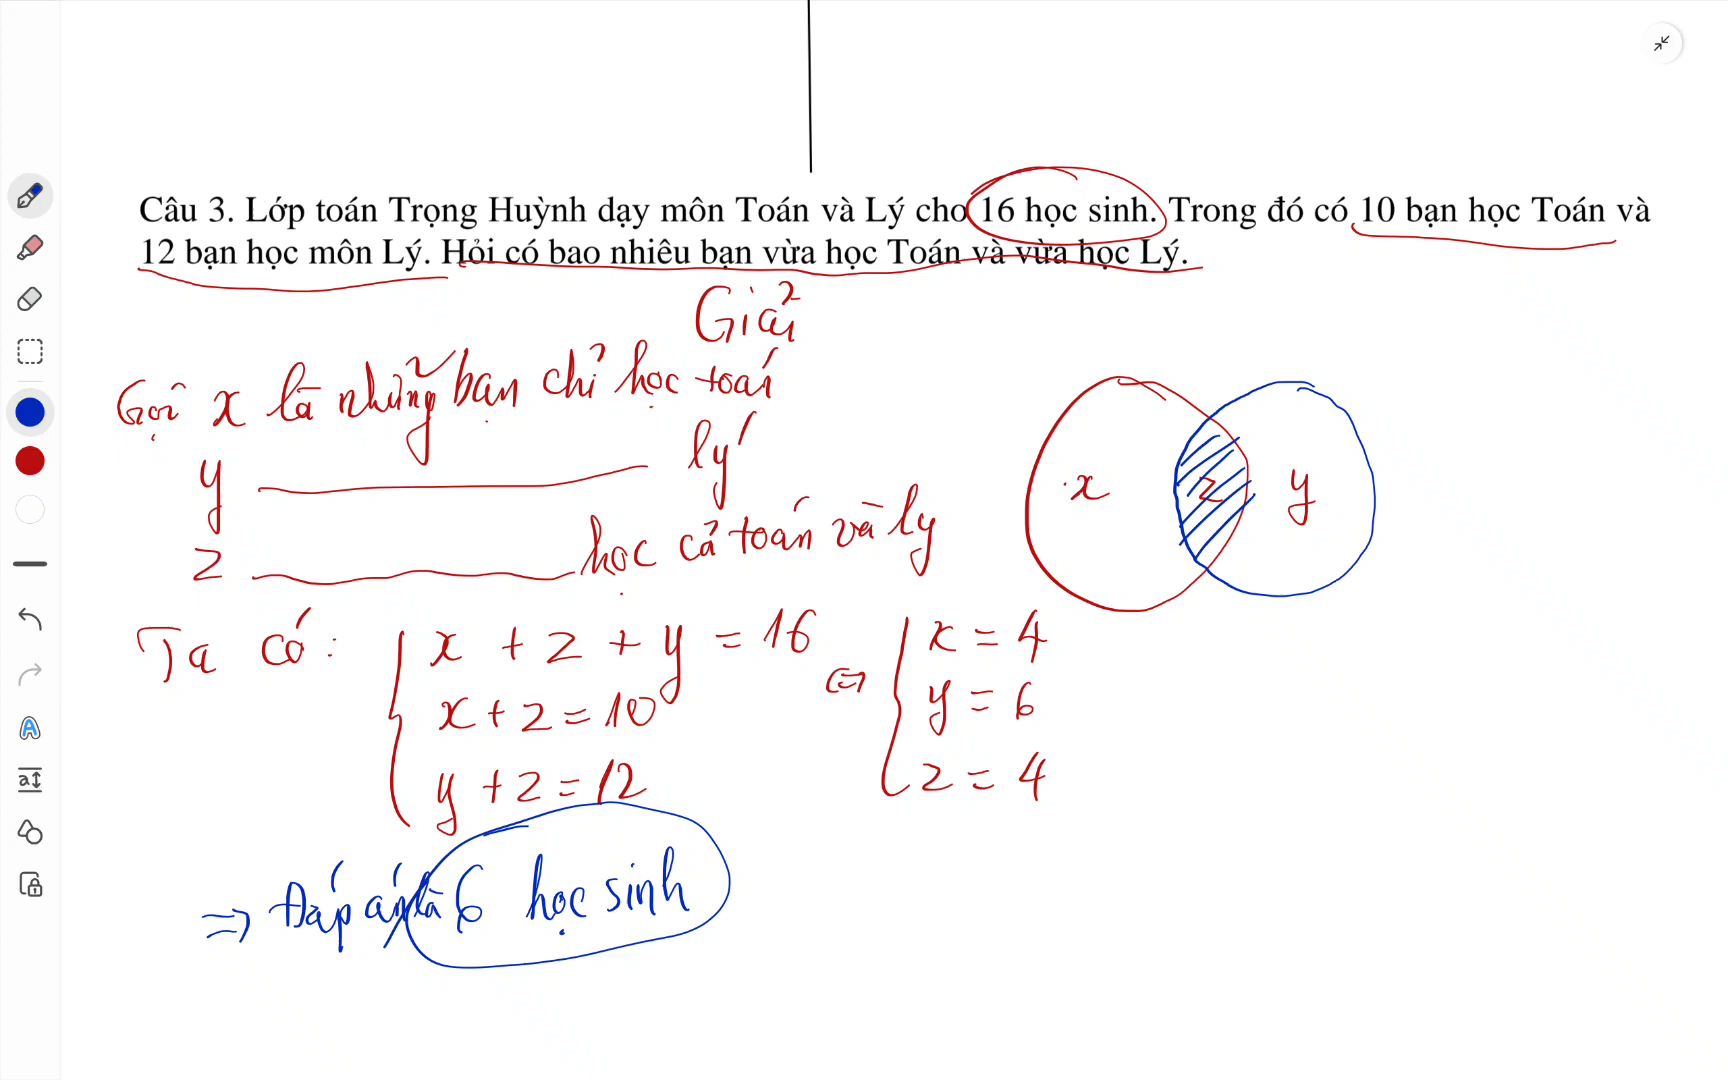 Câu 3. Lớp toán Trọng Huỳnh dạy môn Toán và Lý cho 16 học sinh. Trong đó có 10 bạn học Toán và
12 bạn học môn Lý. Hỏi có bao nhiêu bạn vừa học Toán và vừa học Lý.
Giải
Gọi x là những bạn chỉ học toán
y lý
z học cả toán và lý
x z y
Ta có: x + z + y = 16 ⇔ x = 4
x + z = 10 y = 6
y + z = 12 z = 4
⇒ Đáp án là 6 học sinh